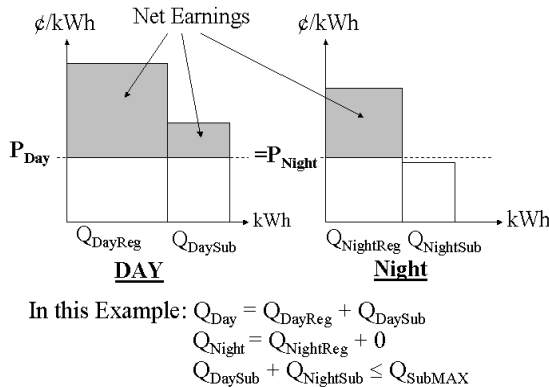 ¢/kWh Net Earnings ¢/kWh
P_Day =P_Night
kWh kWh
Q_DayReg Q_DaySub Q_NightReg Q_NightSub
DAY Night
In this Example: Q_Day = Q_DayReg + Q_DaySub
Q_Night = Q_NightReg + 0
Q_DaySub + Q_NightSub ≤ Q_SubMAX